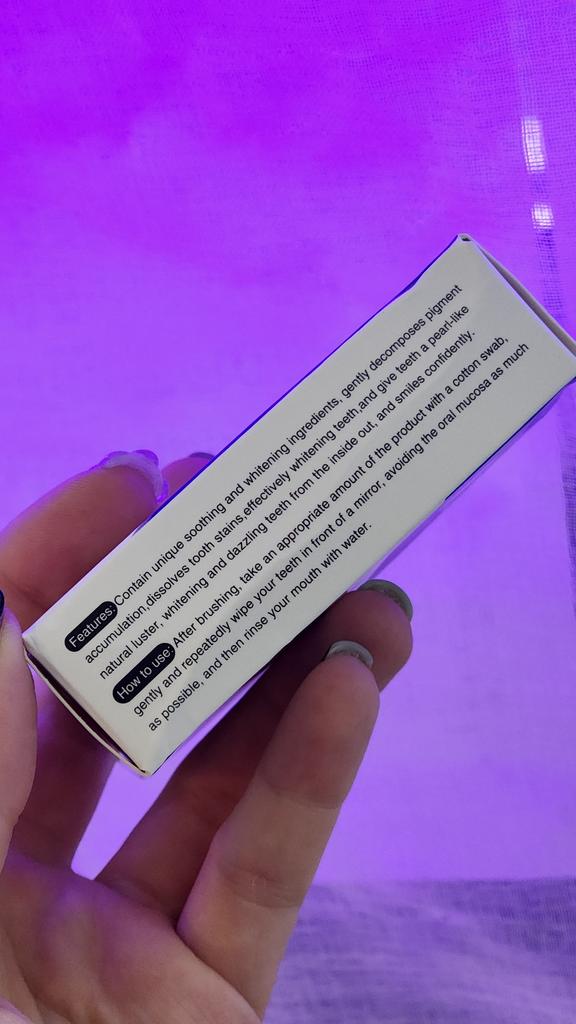 Features: Contain unique soothing and whitening ingredients, gently decomposes pigment
accumulation,dissolves tooth stains,effectively whitening teeth,and give teeth a pearl-like
natural luster, whitening and dazzling teeth from the inside out, and smiles confidently.
How to use: After brushing, take an appropriate amount of the product with a cotton swab,
gently and repeatedly wipe your teeth in front of a mirror, avoiding the oral mucosa as much
as possible, and then rinse your mouth with water.